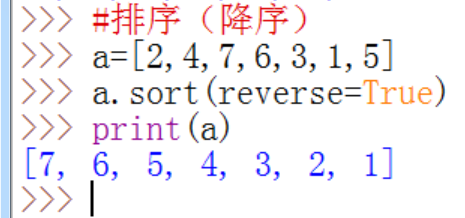 >>> #排序（降序）
>>> a=[2,4,7,6,3,1,5]
>>> a.sort(reverse=True)
>>> print(a)
[7, 6, 5, 4, 3, 2, 1]
>>>